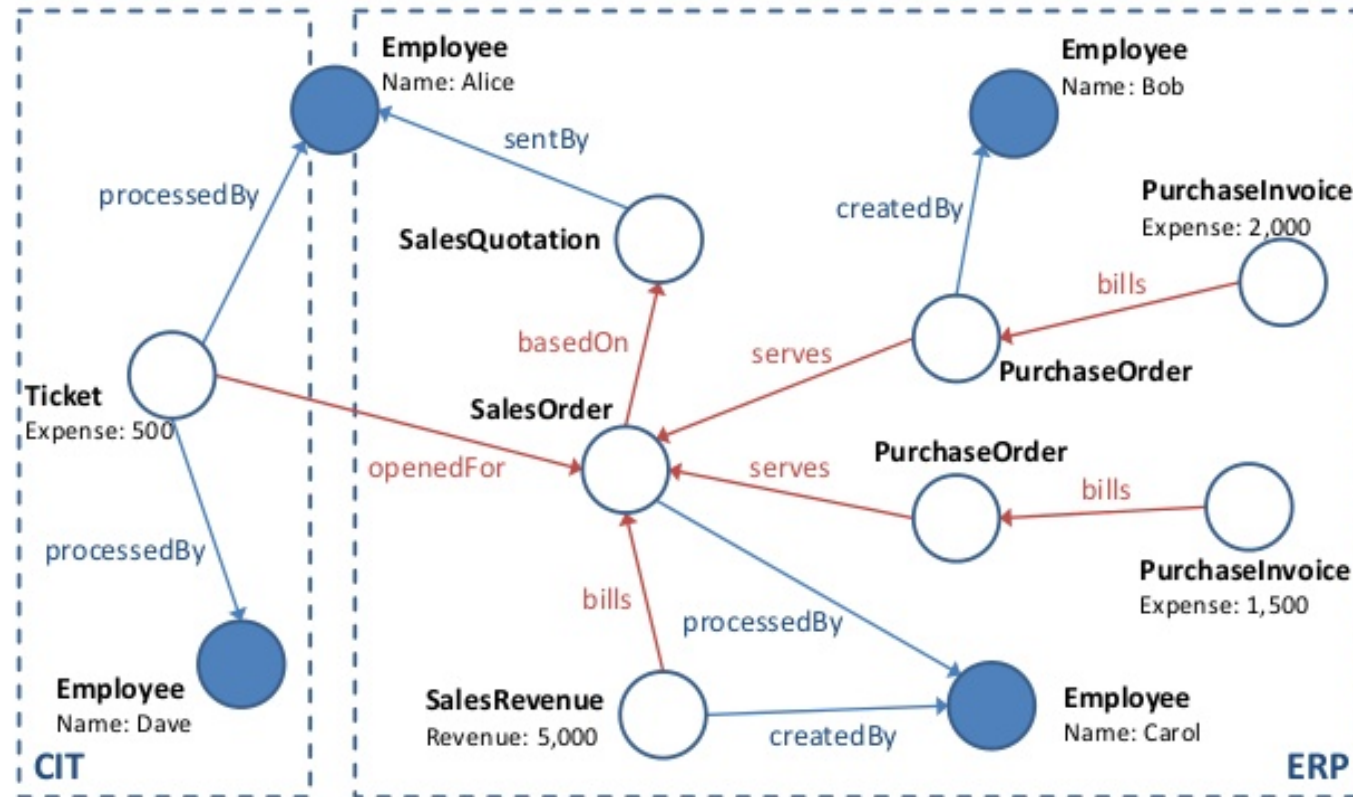 Employee
Name: Alice
Employee
Name: Bob
sentBy
processedBy
createdBy
PurchaseInvoice
Expense: 2,000
SalesQuotation
bills
basedOn
serves
PurchaseOrder
Ticket
Expense: 500
SalesOrder
openedFor
PurchaseOrder
serves
bills
processedBy
PurchaseInvoice
Expense: 1,500
bills
processedBy
Employee
Name: Dave
SalesRevenue
Revenue: 5,000
createdBy
Employee
Name: Carol
CIT
ERP